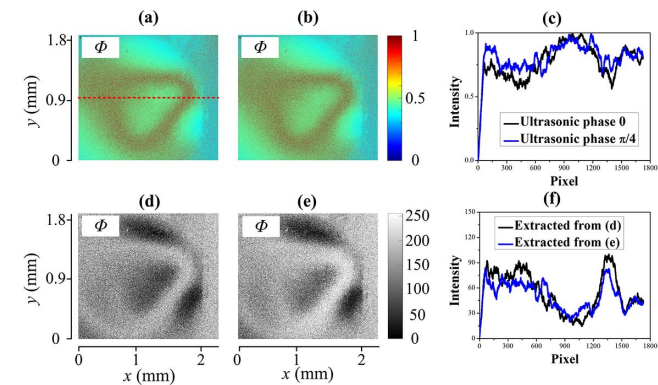 (a) (b) (c)
Φ Φ
1.8
0.9
0
y (mm)
1
0.5
0
1.0
0.5
0.0
Intensity
Ultrasonic phase 0
Ultrasonic phase π/4
0 300 600 900 1200 1500 1800
Pixel
(d) (e) (f)
Φ Φ
1.8
0.9
0
y (mm)
250
200
150
100
50
0
150
120
90
60
30
0
Intensity
Extracted from (d)
Extracted from (e)
0 300 600 900 1200 1500 1800
Pixel
0 1 2 0 1 2
x (mm) x (mm)